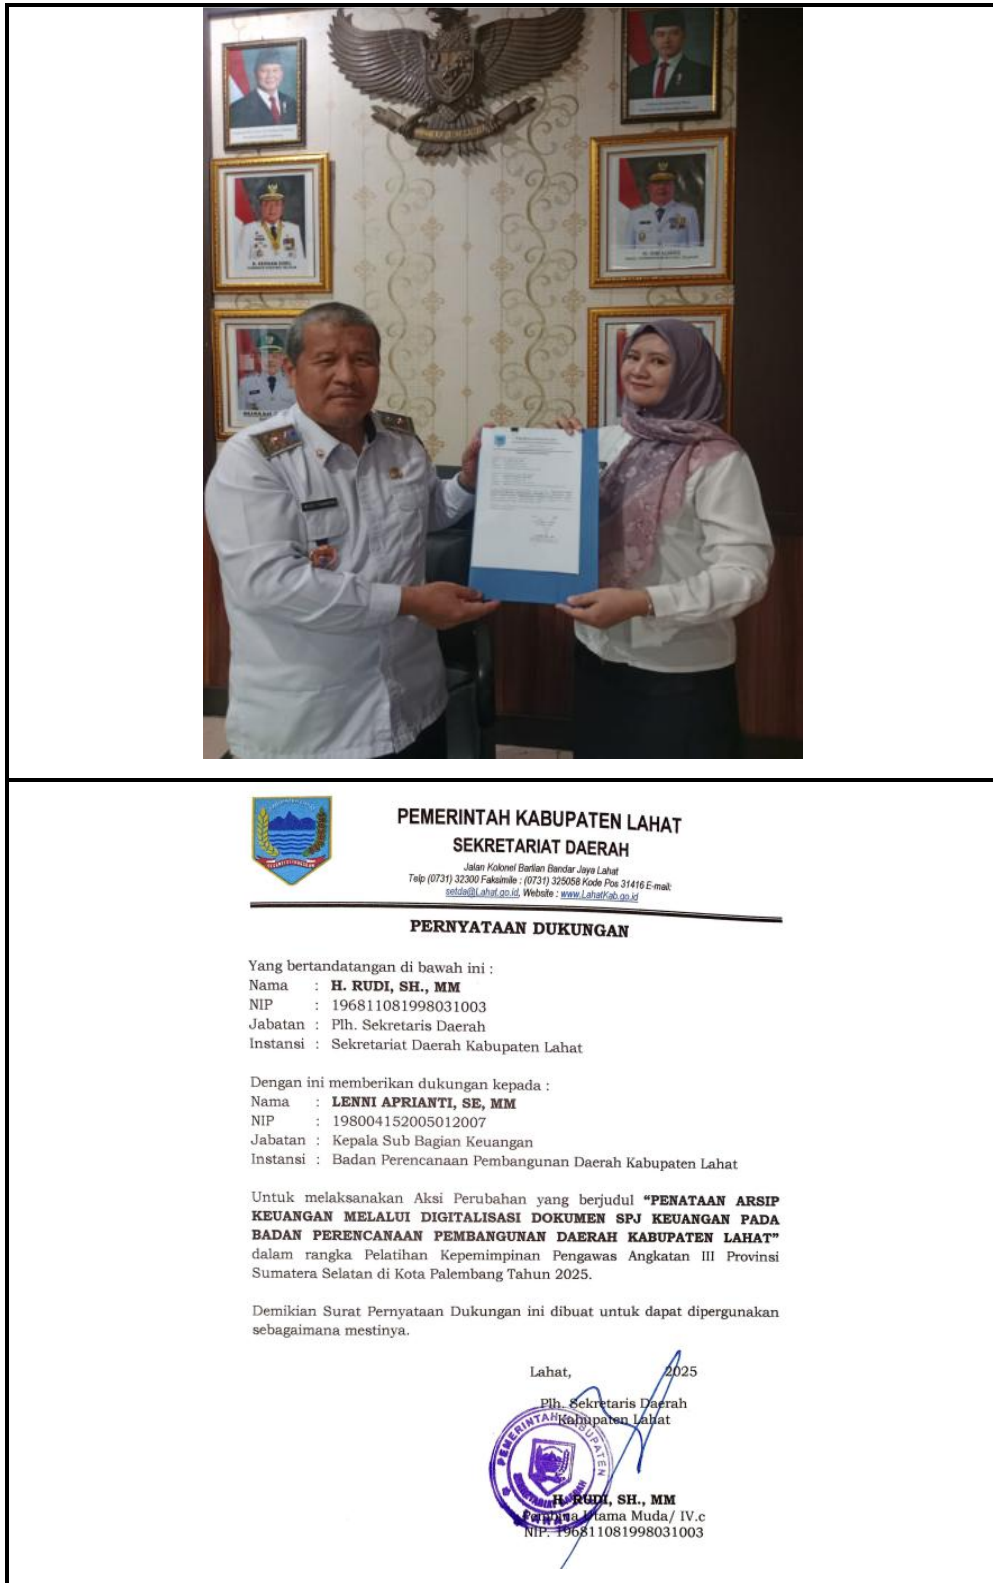 PEMERINTAH KABUPATEN LAHAT
SEKRETARIAT DAERAH
Jalan Kolonel Barlian Bandar Jaya Lahat
Telp (0731) 32300 Faksimile : (0731) 325058 Kode Pos 31416 E-mail:
setda@Lahat.go.id, Website : www.LahatKab.go.id
PERNYATAAN DUKUNGAN
Yang bertandatangan di bawah ini :
Nama : H. RUDI, SH., MM
NIP : 196811081998031003
Jabatan : Plh. Sekretaris Daerah
Instansi : Sekretariat Daerah Kabupaten Lahat
Dengan ini memberikan dukungan kepada :
Nama : LENNI APRIANTI, SE, MM
NIP : 198004152005012007
Jabatan : Kepala Sub Bagian Keuangan
Instansi : Badan Perencanaan Pembangunan Daerah Kabupaten Lahat
Untuk melaksanakan Aksi Perubahan yang berjudul “PENATAAN ARSIP
KEUANGAN MELALUI DIGITALISASI DOKUMEN SPJ KEUANGAN PADA
BADAN PERENCANAAN PEMBANGUNAN DAERAH KABUPATEN LAHAT”
dalam rangka Pelatihan Kepemimpinan Pengawas Angkatan III Provinsi
Sumatera Selatan di Kota Palembang Tahun 2025.
Demikian Surat Pernyataan Dukungan ini dibuat untuk dapat dipergunakan
sebagaimana mestinya.
Lahat, 2025
Plh. Sekretaris Daerah
Kabupaten Lahat
PEMERINTAH KABUPATEN
SEKRETARIAT DAERAH
LAHAT
H. RUDI, SH., MM
Pembina Utama Muda/ IV.c
NIP. 196811081998031003